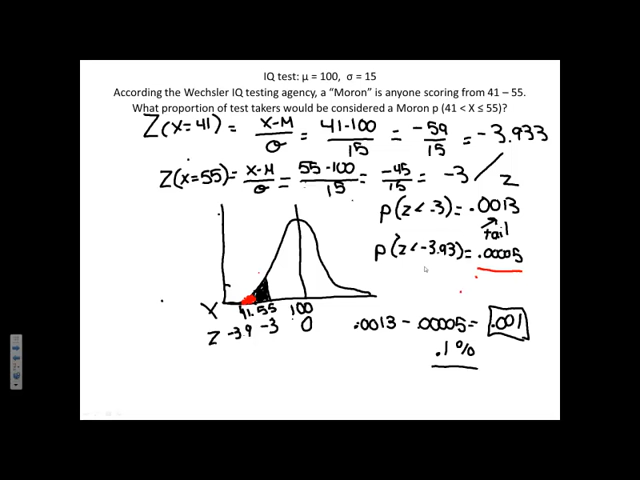 IQ test: μ = 100, σ = 15
According the Wechsler IQ testing agency, a “Moron” is anyone scoring from 41 – 55.
What proportion of test takers would be considered a Moron p (41 < X ≤ 55)?
Z(X=41) = X-M/σ = 41-100/15 = -59/15 = -3.933
Z(X=55) = X-M/σ = 55-100/15 = -45/15 = -3
Z
P(Z<-3) = .0013
tail
P(Z<-3.93) = .00005
X 41 55 100
Z -3.9 -3 0
.0013 - .00005 = .001
.1%